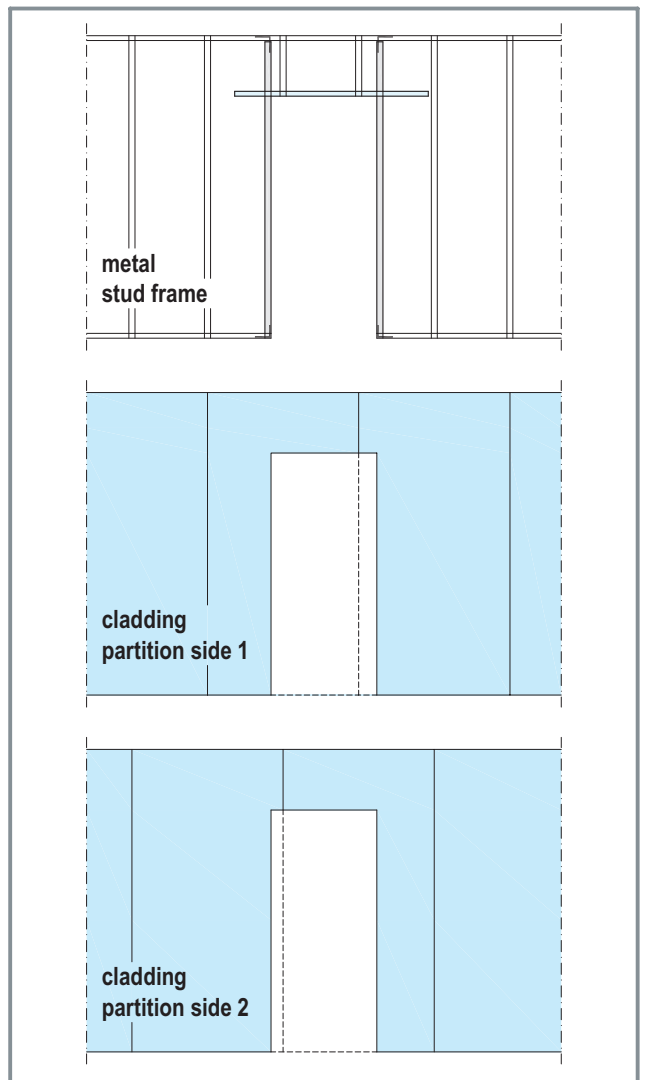 metal
stud frame
cladding
partition side 1
cladding
partition side 2